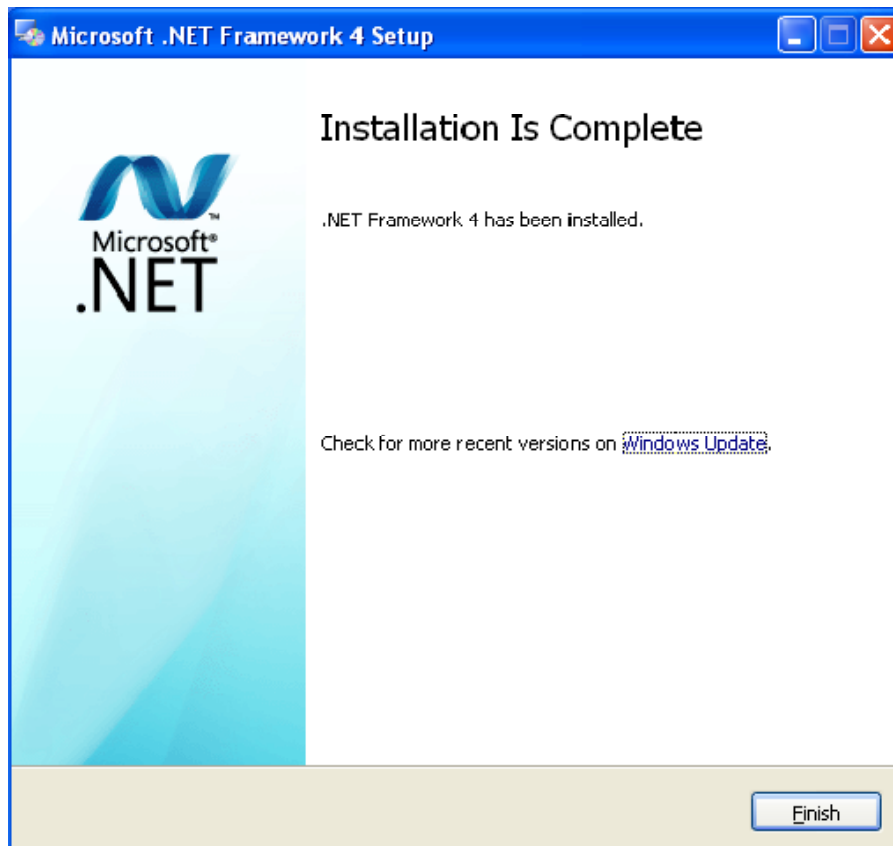 Microsoft .NET Framework 4 Setup
Installation Is Complete
Microsoft®
.NET
™
.NET Framework 4 has been installed.
Check for more recent versions on Windows Update.
Finish